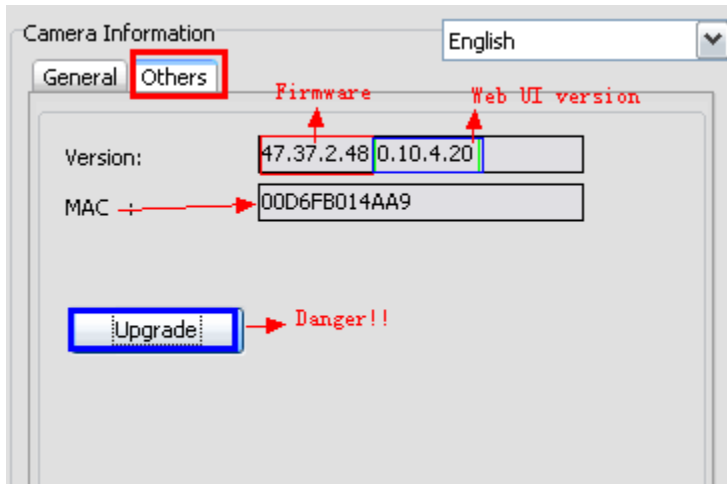 Camera Information
English
General
Others
Firmware
Web UI version
Version:
47.37.2.48 0.10.4.20
MAC :
00D6FB014AA9
Upgrade
Danger!!